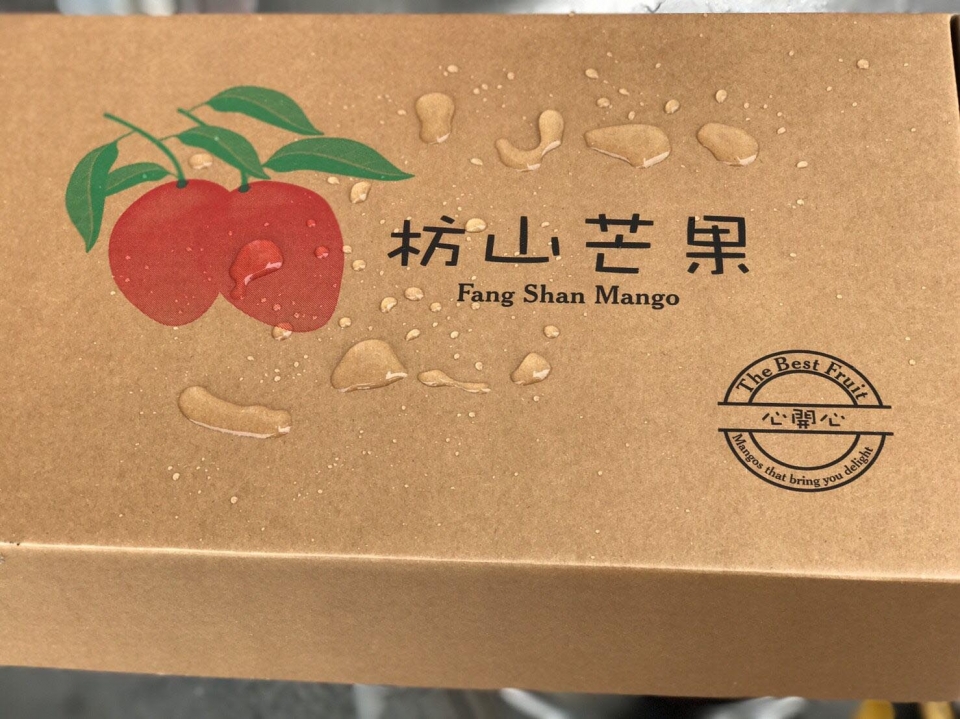 枋山芒果
Fang Shan Mango
The Best Fruit
心開心
Mangos that bring you delight